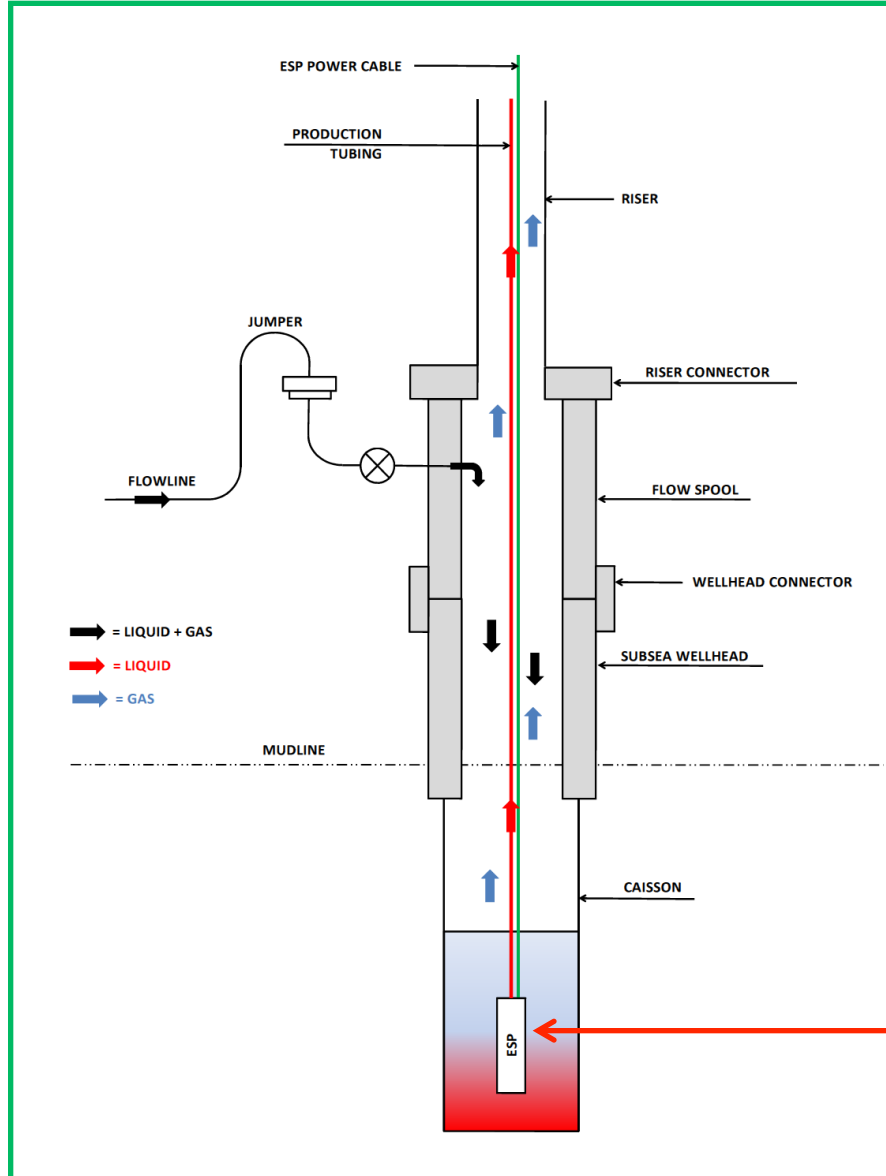 ESP POWER CABLE
PRODUCTION
TUBING
RISER
JUMPER
RISER CONNECTOR
FLOWLINE
FLOW SPOOL
WELLHEAD CONNECTOR
= LIQUID + GAS
SUBSEA WELLHEAD
= LIQUID
= GAS
MUDLINE
CAISSON
ESP